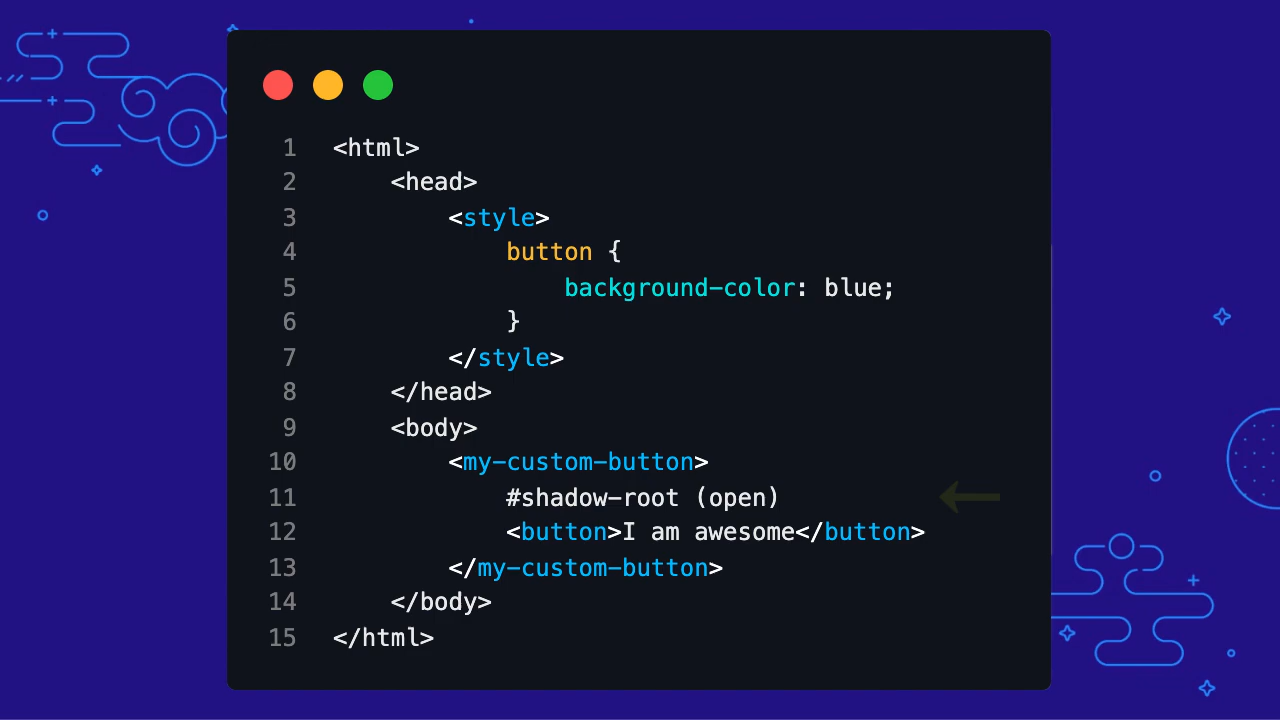 1 <html>
2 <head>
3 <style>
4 button {
5 background-color: blue;
6 }
7 </style>
8 </head>
9 <body>
10 <my-custom-button>
11 #shadow-root (open)
12 <button>I am awesome</button>
13 </my-custom-button>
14 </body>
15 </html>